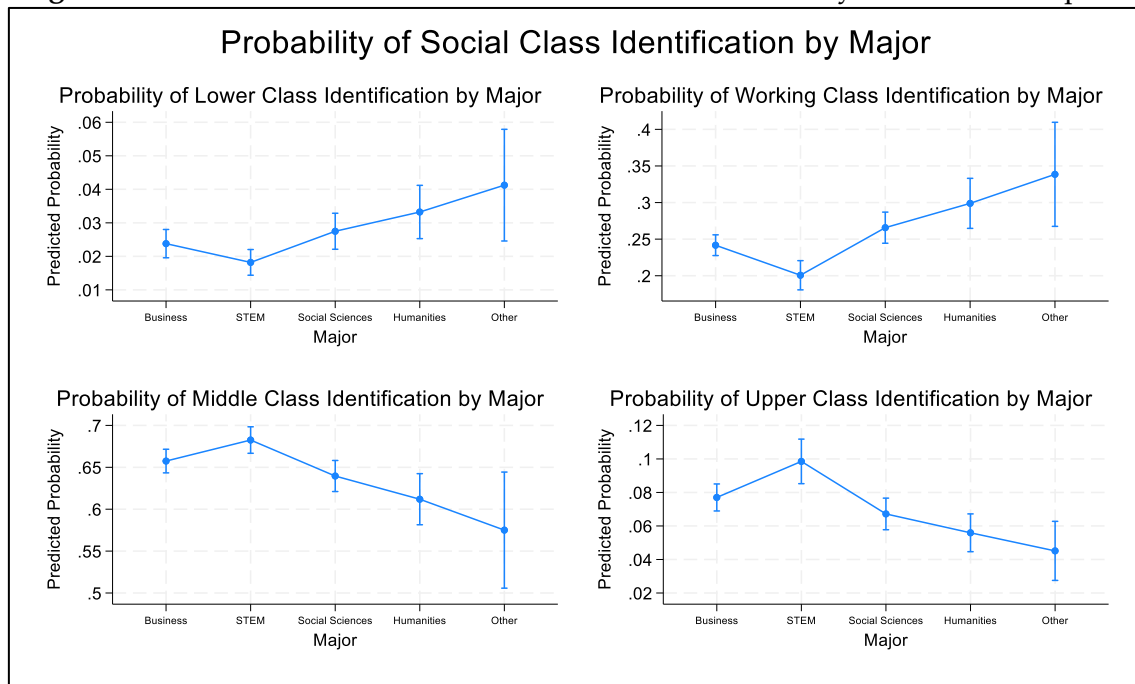 Probability of Social Class Identification by Major
Probability of Lower Class Identification by Major
Predicted Probability
.06
.05
.04
.03
.02
.01
Business STEM Social Sciences Humanities Other
Major
Probability of Working Class Identification by Major
Predicted Probability
.4
.35
.3
.25
.2
Business STEM Social Sciences Humanities Other
Major
Probability of Middle Class Identification by Major
Predicted Probability
.7
.65
.6
.55
.5
Business STEM Social Sciences Humanities Other
Major
Probability of Upper Class Identification by Major
Predicted Probability
.12
.1
.08
.06
.04
.02
Business STEM Social Sciences Humanities Other
Major